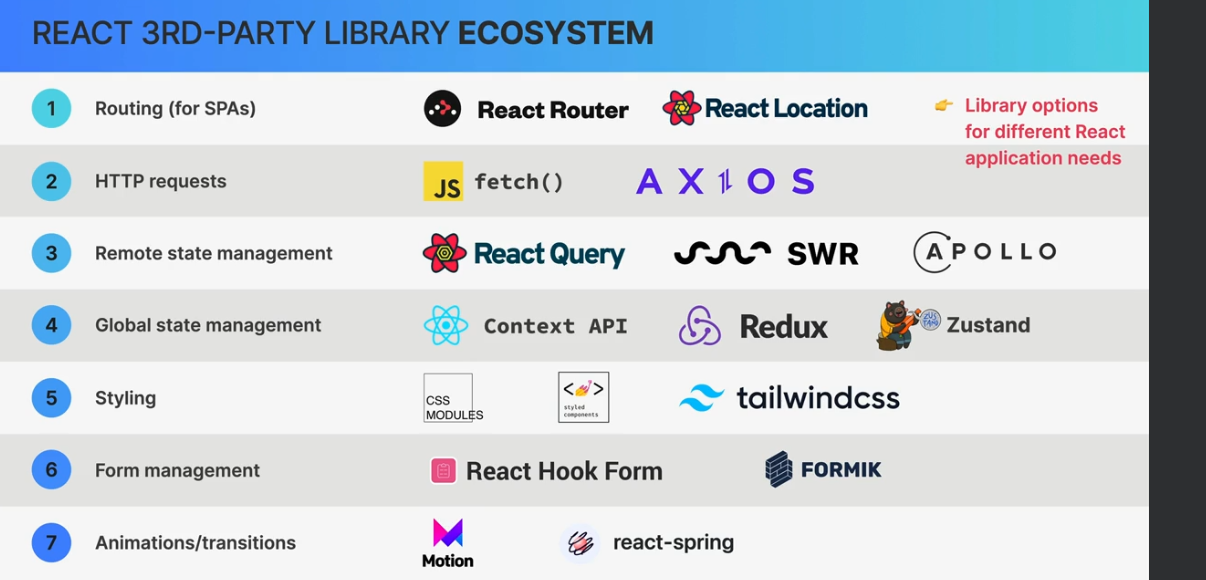 REACT 3RD-PARTY LIBRARY ECOSYSTEM
1 Routing (for SPAs) React Router React Location
👉 Library options
for different React
application needs
2 HTTP requests JS fetch() AXIOS
3 Remote state management React Query SWR APOLLO
4 Global state management Context API Redux ZUS TAND Zustand
5 Styling CSS MODULES < 💅 > styled components tailwindcss
6 Form management React Hook Form FORMIK
7 Animations/transitions Motion react-spring